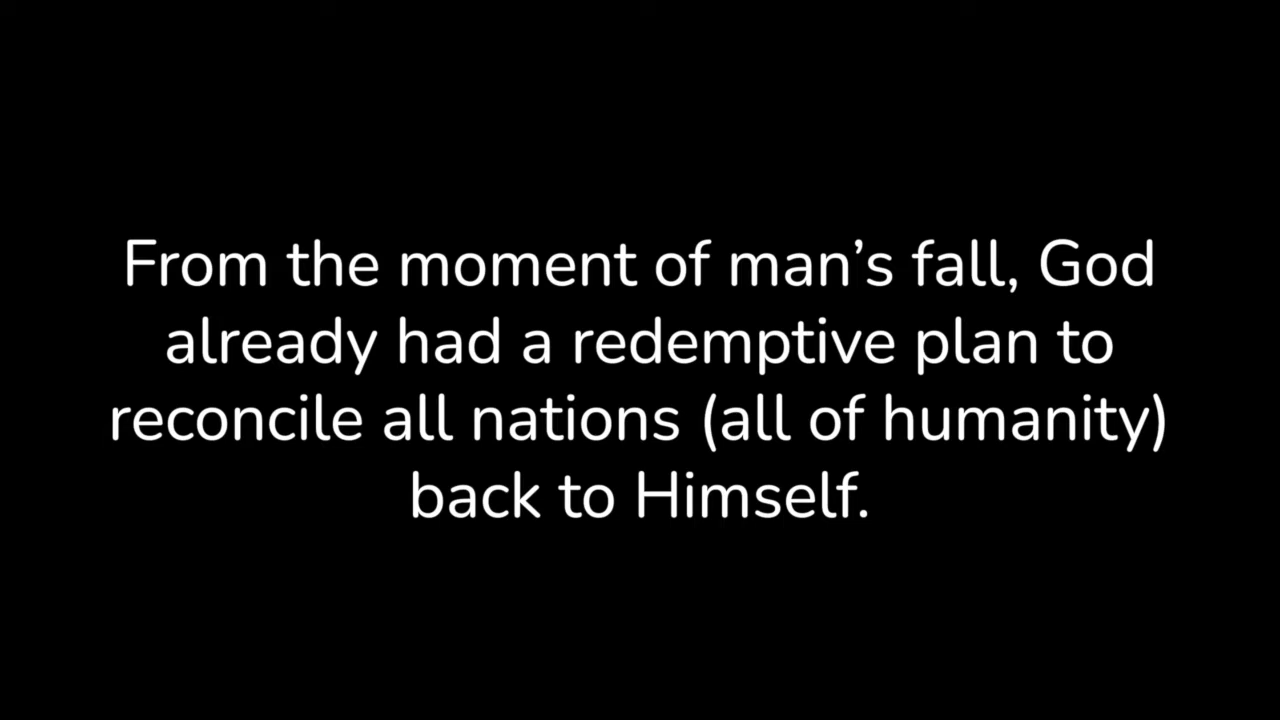 From the moment of man’s fall, God
already had a redemptive plan to
reconcile all nations (all of humanity)
back to Himself.